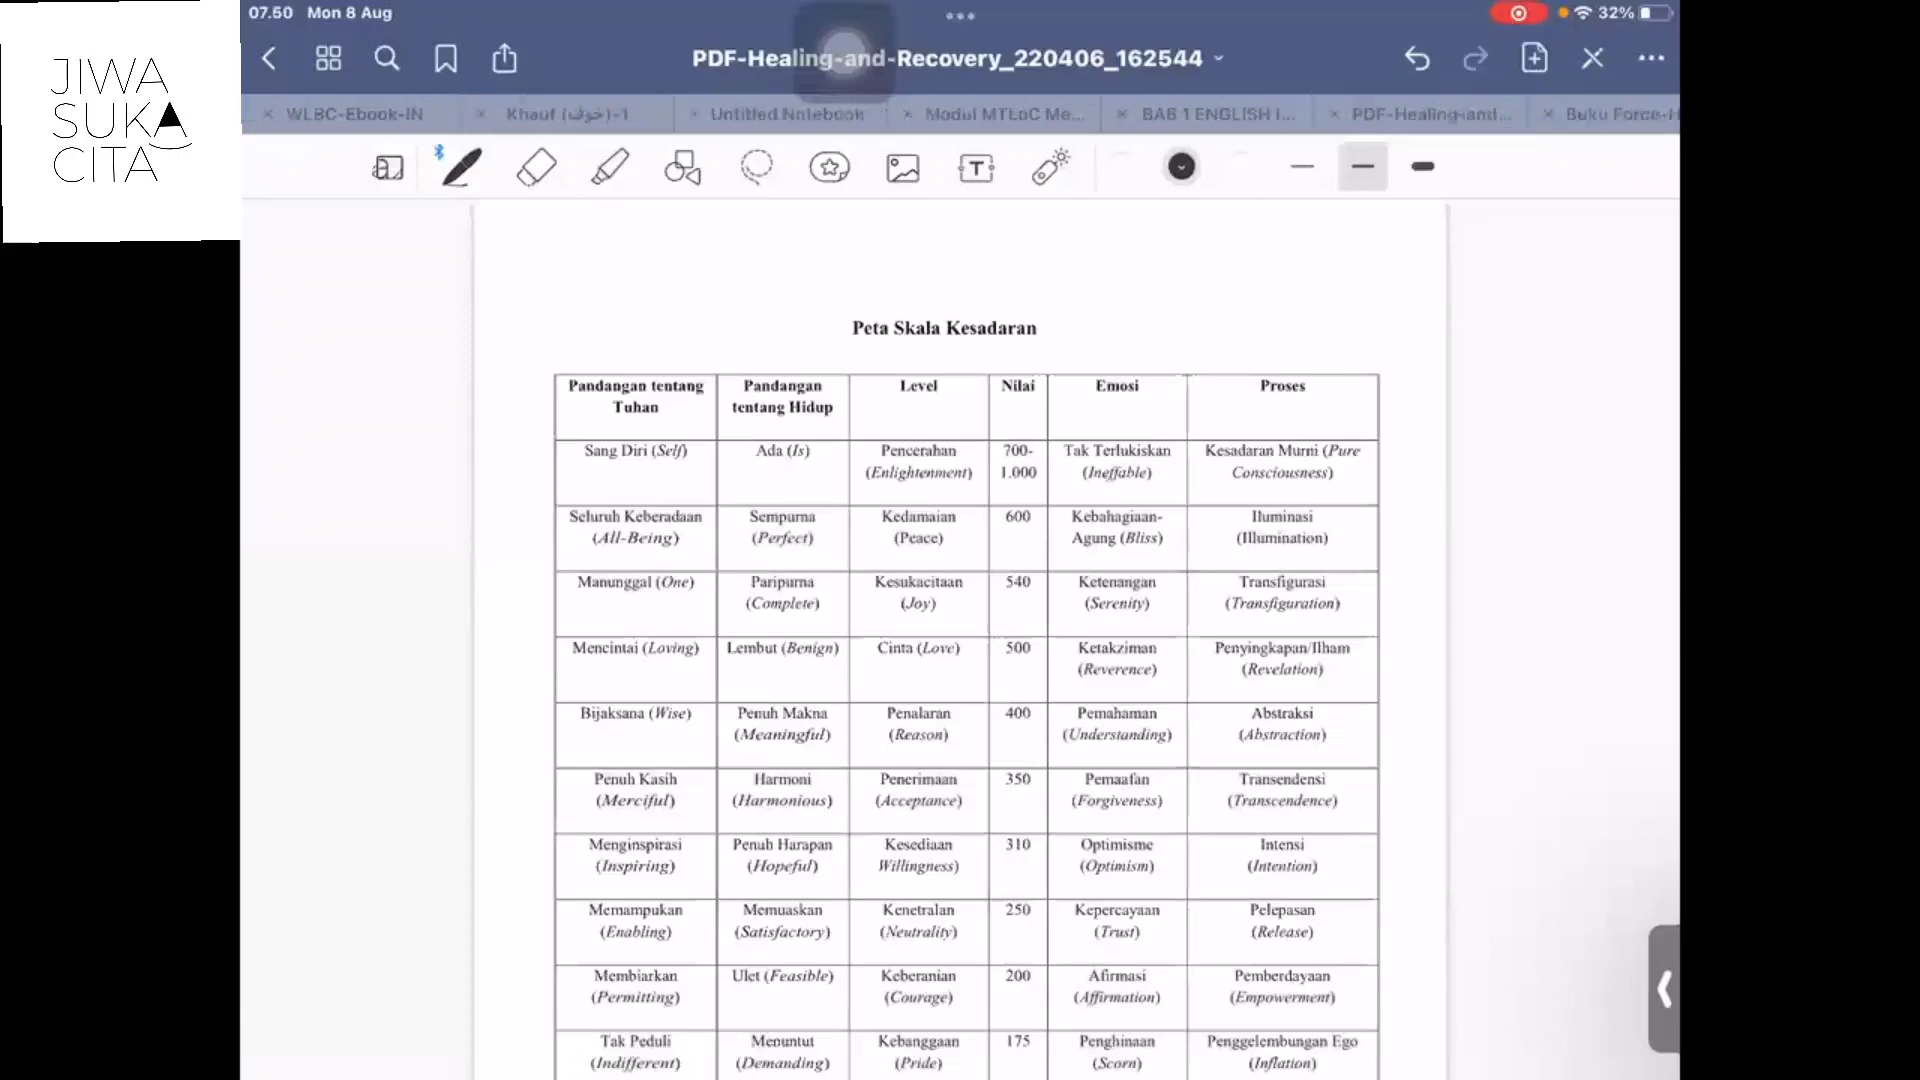 JIWA
SUKA
CITA
07.50 Mon 8 Aug
32%
PDF-Healing-and-Recovery_220406_162544
WLBC-Ebook-IN
Khauf (خوف)-1
Untitled Notebook
Modul MTLoC Me...
BAB 1 ENGLISH I...
PDF-Healing-and...
Buku Force-H
Peta Skala Kesadaran
Pandangan tentang Tuhan | Pandangan tentang Hidup | Level | Nilai | Emosi | Proses
Sang Diri (Self) | Ada (Is) | Pencerahan (Enlightenment) | 700-1.000 | Tak Terlukiskan (Ineffable) | Kesadaran Murni (Pure Consciousness)
Seluruh Keberadaan (All-Being) | Sempurna (Perfect) | Kedamaian (Peace) | 600 | Kebahagiaan-Agung (Bliss) | Iluminasi (Illumination)
Manunggal (One) | Paripurna (Complete) | Kesukacitaan (Joy) | 540 | Ketenangan (Serenity) | Transfigurasi (Transfiguration)
Mencintai (Loving) | Lembut (Benign) | Cinta (Love) | 500 | Ketakziman (Reverence) | Penyingkapan/Ilham (Revelation)
Bijaksana (Wise) | Penuh Makna (Meaningful) | Penalaran (Reason) | 400 | Pemahaman (Understanding) | Abstraksi (Abstraction)
Penuh Kasih (Merciful) | Harmoni (Harmonious) | Penerimaan (Acceptance) | 350 | Pemaafan (Forgiveness) | Transendensi (Transcendence)
Menginspirasi (Inspiring) | Penuh Harapan (Hopeful) | Kesediaan Willingness) | 310 | Optimisme (Optimism) | Intensi (Intention)
Memampukan (Enabling) | Memuaskan (Satisfactory) | Kenetralan (Neutrality) | 250 | Kepercayaan (Trust) | Pelepasan (Release)
Membiarkan (Permitting) | Ulet (Feasible) | Keberanian (Courage) | 200 | Afirmasi (Affirmation) | Pemberdayaan (Empowerment)
Tak Peduli (Indifferent) | Menuntut (Demanding) | Kebanggaan (Pride) | 175 | Penghinaan (Scorn) | Penggelembungan Ego (Inflation)